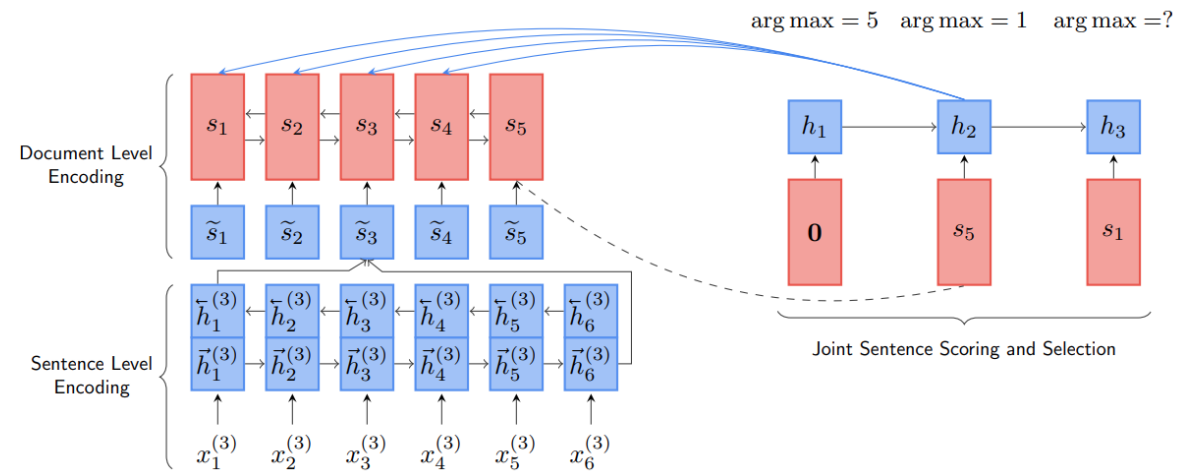 arg max = 5 arg max = 1 arg max =?
s₁ s₂ s₃ s₄ s₅
h₁ h₂ h₃
Document Level
Encoding
s̃₁ s̃₂ s̃₃ s̃₄ s̃₅
0 s₅ s₁
h⃖₁⁽³⁾ h⃖₂⁽³⁾ h⃖₃⁽³⁾ h⃖₄⁽³⁾ h⃖₅⁽³⁾ h⃖₆⁽³⁾
h⃗₁⁽³⁾ h⃗₂⁽³⁾ h⃗₃⁽³⁾ h⃗₄⁽³⁾ h⃗₅⁽³⁾ h⃗₆⁽³⁾
Sentence Level
Encoding
x₁⁽³⁾ x₂⁽³⁾ x₃⁽³⁾ x₄⁽³⁾ x₅⁽³⁾ x₆⁽³⁾
Joint Sentence Scoring and Selection